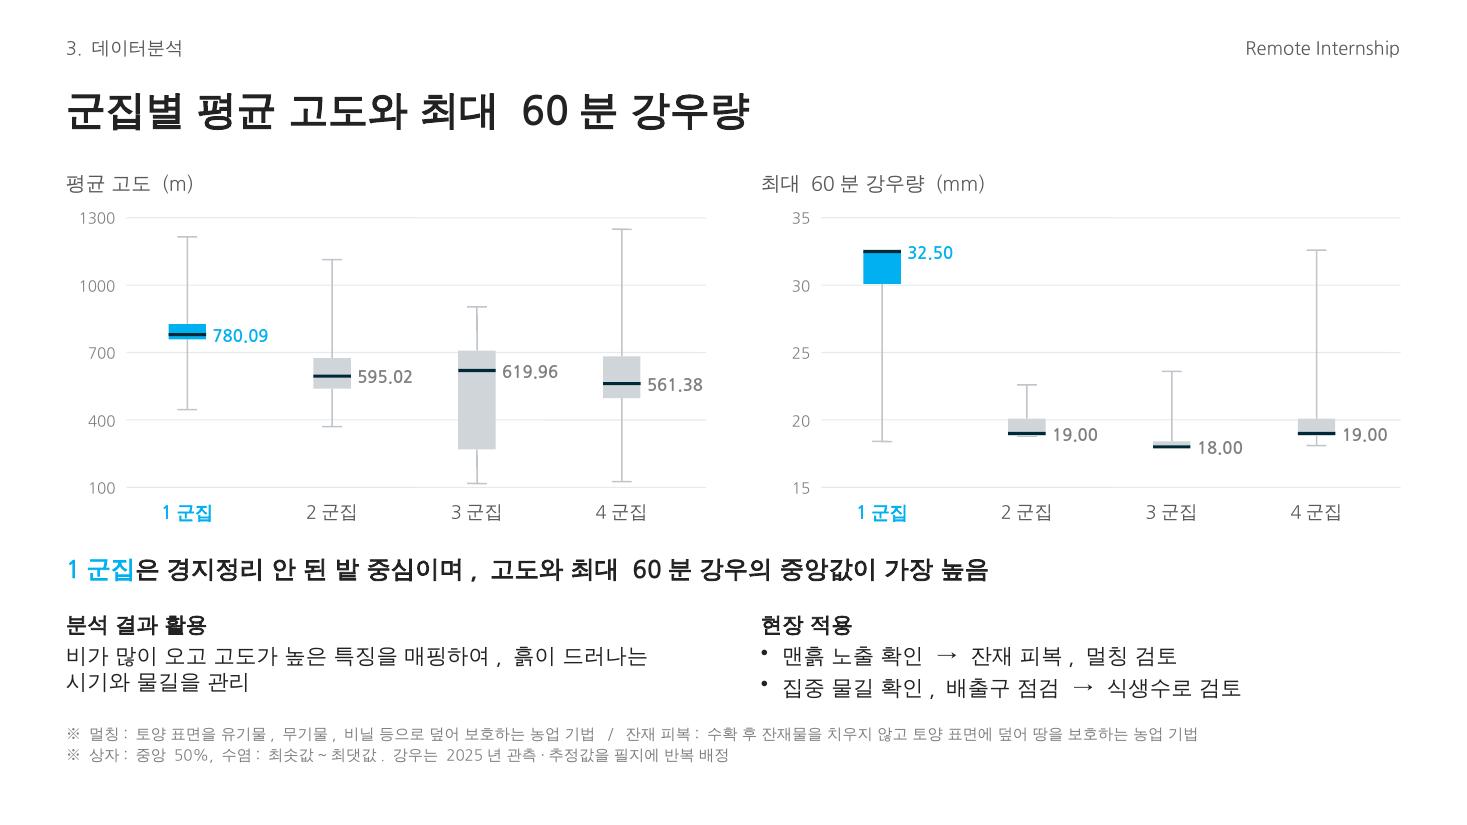 3. 데이터분석
Remote Internship
군집별 평균 고도와 최대 60분 강우량
평균 고도 (m)
1300
1000
700
400
100
780.09
595.02
619.96
561.38
1군집
2군집
3군집
4군집
최대 60분 강우량 (mm)
35
30
25
20
15
32.50
19.00
18.00
19.00
1군집
2군집
3군집
4군집
1군집은 경지정리 안 된 밭 중심이며, 고도와 최대 60분 강우의 중앙값이 가장 높음
분석 결과 활용
비가 많이 오고 고도가 높은 특징을 매핑하여, 흙이 드러나는
시기와 물길을 관리
현장 적용
• 맨흙 노출 확인 → 잔재 피복, 멀칭 검토
• 집중 물길 확인, 배출구 점검 → 식생수로 검토
※ 멀칭: 토양 표면을 유기물, 무기물, 비닐 등으로 덮어 보호하는 농업 기법 / 잔재 피복: 수확 후 잔재물을 치우지 않고 토양 표면에 덮어 땅을 보호하는 농업 기법
※ 상자: 중앙 50%, 수염: 최솟값~최댓값. 강우는 2025년 관측·추정값을 필지에 반복 배정